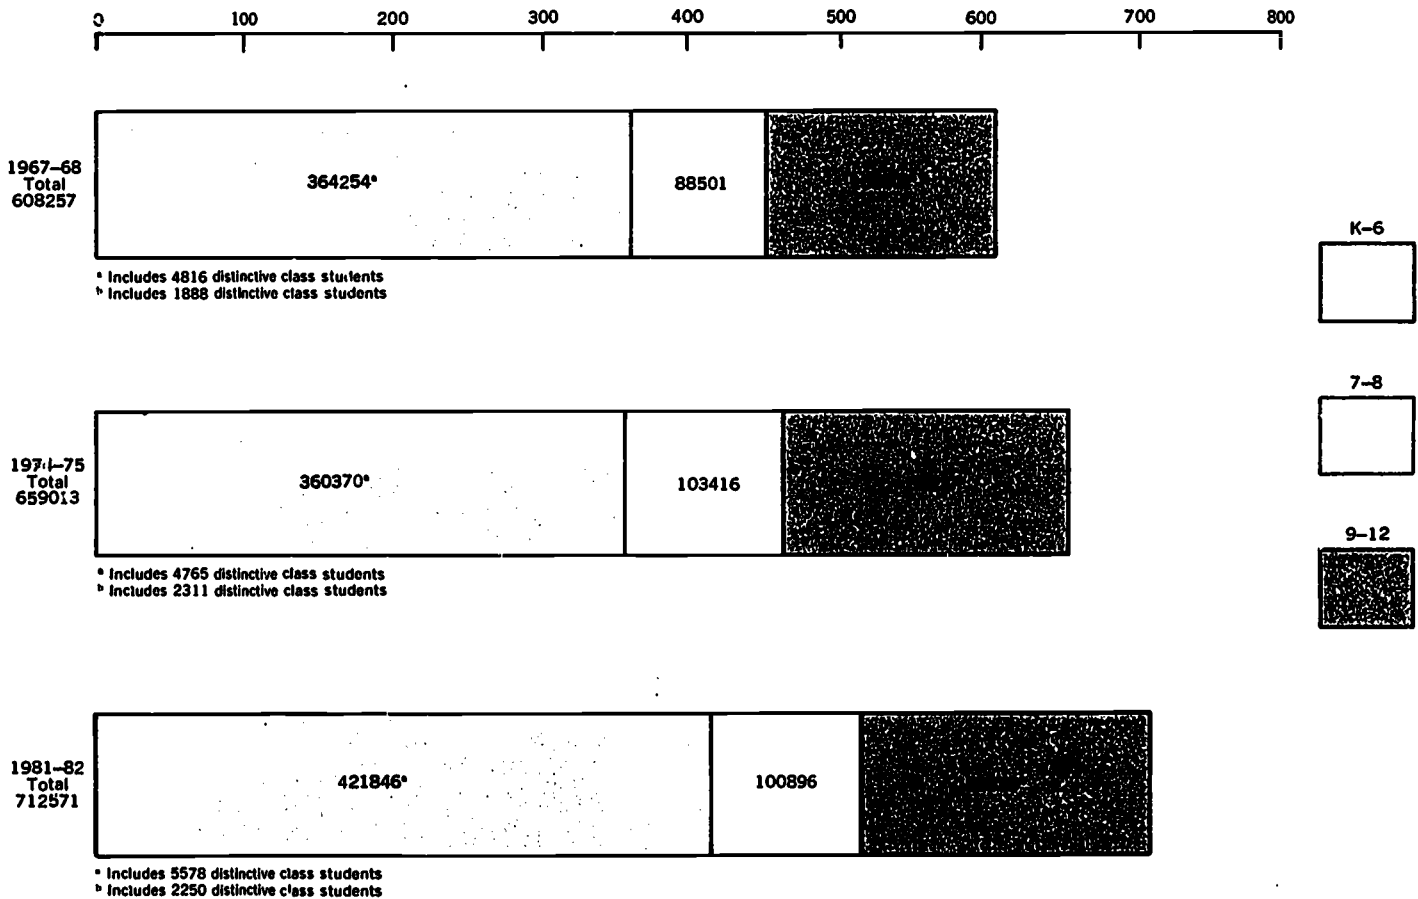 0 100 200 300 400 500 600 700 800
1967–68
Total
608257
364254ᵃ
88501
ᵃ Includes 4816 distinctive class students
ᵇ Includes 1888 distinctive class students
K–6
7–8
9–12
1974–75
Total
659013
360370ᵃ
103416
ᵃ Includes 4765 distinctive class students
ᵇ Includes 2311 distinctive class students
1981–82
Total
712571
421846ᵃ
100896
ᵃ Includes 5578 distinctive class students
ᵇ Includes 2250 distinctive class students